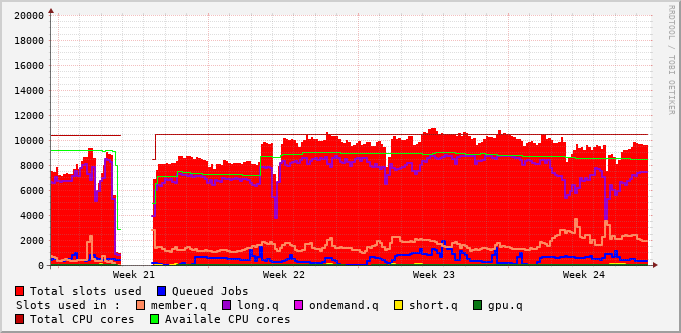 20000
18000
16000
14000
12000
10000
8000
6000
4000
2000
0
Week 21 Week 22 Week 23 Week 24
RRDTOOL / TOBI OETIKER
Total slots used Queued Jobs
Slots used in : member.q long.q ondemand.q short.q gpu.q
Total CPU cores Availale CPU cores